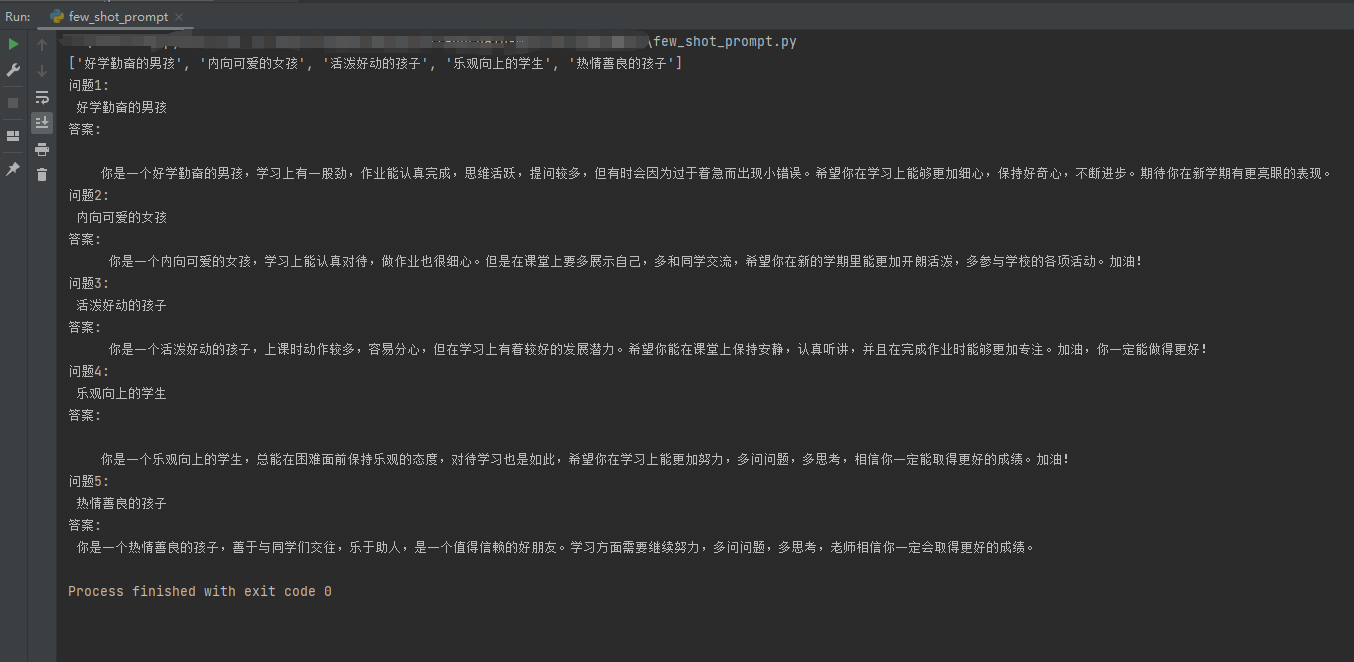 Run: few_shot_prompt
\few_shot_prompt.py
['好学勤奋的男孩', '内向可爱的女孩', '活泼好动的孩子', '乐观向上的学生', '热情善良的孩子']
问题1:
好学勤奋的男孩
答案:
你是一个好学勤奋的男孩，学习上有一股劲，作业能认真完成，思维活跃，提问较多，但有时会因为过于着急而出现小错误。希望你在学习上能够更加细心，保持好奇心，不断进步。期待你在新学期有更亮眼的表现。
问题2:
内向可爱的女孩
答案:
你是一个内向可爱的女孩，学习上能认真对待，做作业也很细心。但是在课堂上要多展示自己，多和同学交流，希望你在新的学期里能更加开朗活泼，多参与学校的各项活动。加油！
问题3:
活泼好动的孩子
答案:
你是一个活泼好动的孩子，上课时动作较多，容易分心，但在学习上有着较好的发展潜力。希望你能在课堂上保持安静，认真听讲，并且在完成作业时能够更加专注。加油，你一定能做得更好！
问题4:
乐观向上的学生
答案:
你是一个乐观向上的学生，总能在困难面前保持乐观的态度，对待学习也是如此，希望你在学习上能更加努力，多问问题，多思考，相信你一定能取得更好的成绩。加油！
问题5:
热情善良的孩子
答案:
你是一个热情善良的孩子，善于与同学们交往，乐于助人，是一个值得信赖的好朋友。学习方面需要继续努力，多问问题，多思考，老师相信你一定会取得更好的成绩。
Process finished with exit code 0